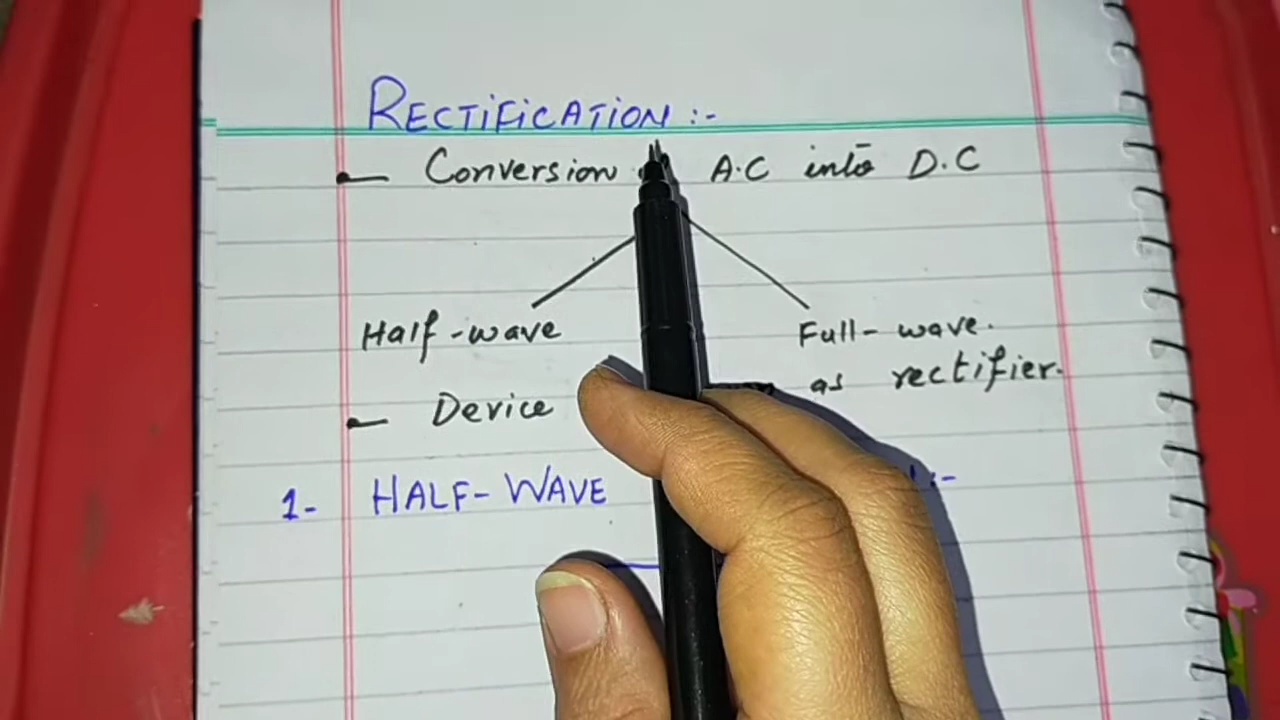 RECTIFICATION :-
Conversion A.C into D.C
Half-wave Full-wave.
Device as rectifier.
1- HALF-WAVE :-